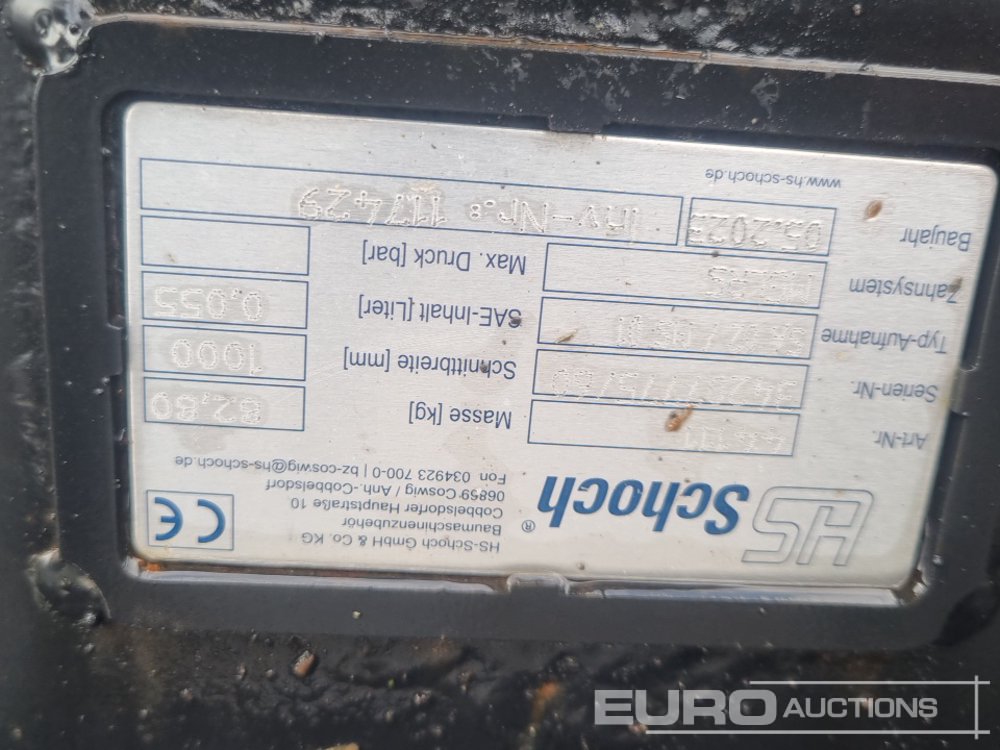 HS Schoch®
HS-Schoch GmbH & Co. KG
Baumaschinenzubehör
Cobbelsdorfer Hauptstraße 10
06859 Coswig / Anh.-Cobbelsdorf
Fon 034923 700-0 | bz-coswig@hs-schoch.de
CE
Art-Nr.
Masse [kg] 82,80
Serien-Nr.
Schnittbreite [mm] 1000
Typ-Aufnahme
SAE-Inhalt [Liter] 0,055
Zahnsystem
Max. Druck [bar]
Baujahr 05.2023 Inv-Nr.: 117429
www.hs-schoch.de
EURO AUCTIONS